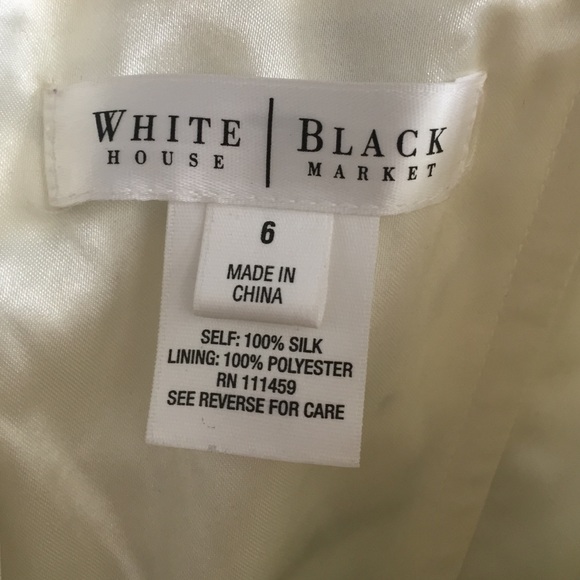 WHITE | BLACK
HOUSE MARKET
6
MADE IN
CHINA
SELF: 100% SILK
LINING: 100% POLYESTER
RN 111459
SEE REVERSE FOR CARE